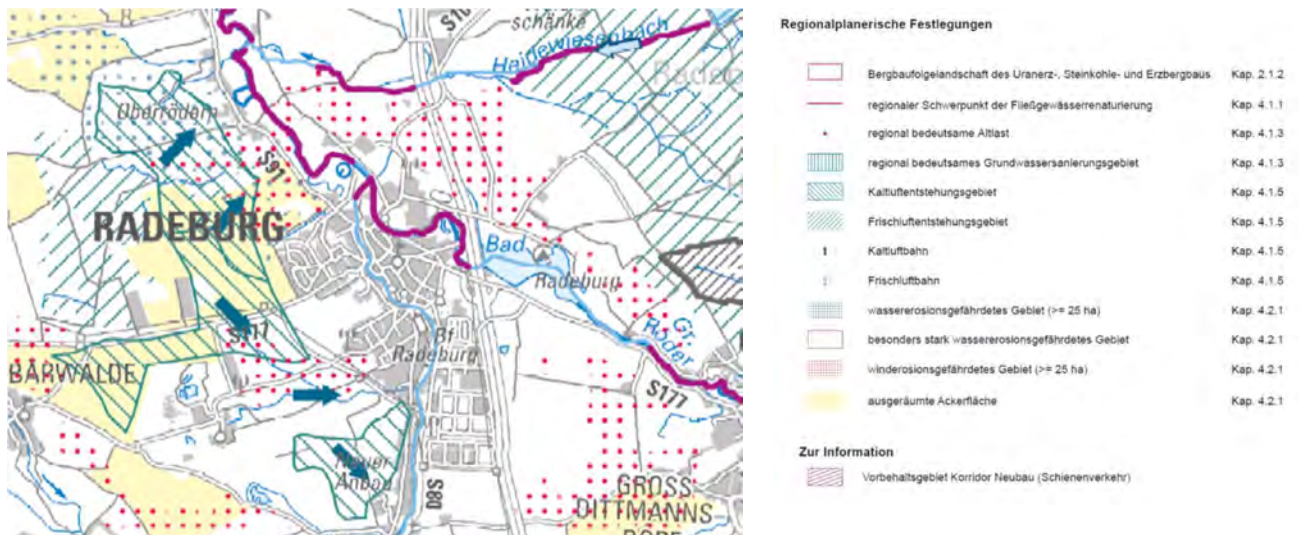 S10
schänke
Haidewiesenbach
Oberrödern
S91
RADEBURG
Bad
Radeburg
S177
Bf
Radeburg
Gr.
Röder
BÄRWALDE
S177
Neuer
Anbau
S80
GROSS
DITTMANNS-
Regionalplanerische Festlegungen
Bergbaufolgelandschaft des Uranerz-, Steinkohle- und Erzbergbaus Kap. 2.1.2
regionaler Schwerpunkt der Fließgewässerrenaturierung Kap. 4.1.1
regional bedeutsame Altlast Kap. 4.1.3
regional bedeutsames Grundwassersanierungsgebiet Kap. 4.1.3
Kaltluftentstehungsgebiet Kap. 4.1.5
Frischluftentstehungsgebiet Kap. 4.1.5
Kaltluftbahn Kap. 4.1.5
Frischluftbahn Kap. 4.1.5
wassererosionsgefährdetes Gebiet (>= 25 ha) Kap. 4.2.1
besonders stark wassererosionsgefährdetes Gebiet Kap. 4.2.1
winderosionsgefährdetes Gebiet (>= 25 ha) Kap. 4.2.1
ausgeräumte Ackerfläche Kap. 4.2.1
Zur Information
Vorbehaltsgebiet Korridor Neubau (Schienenverkehr)